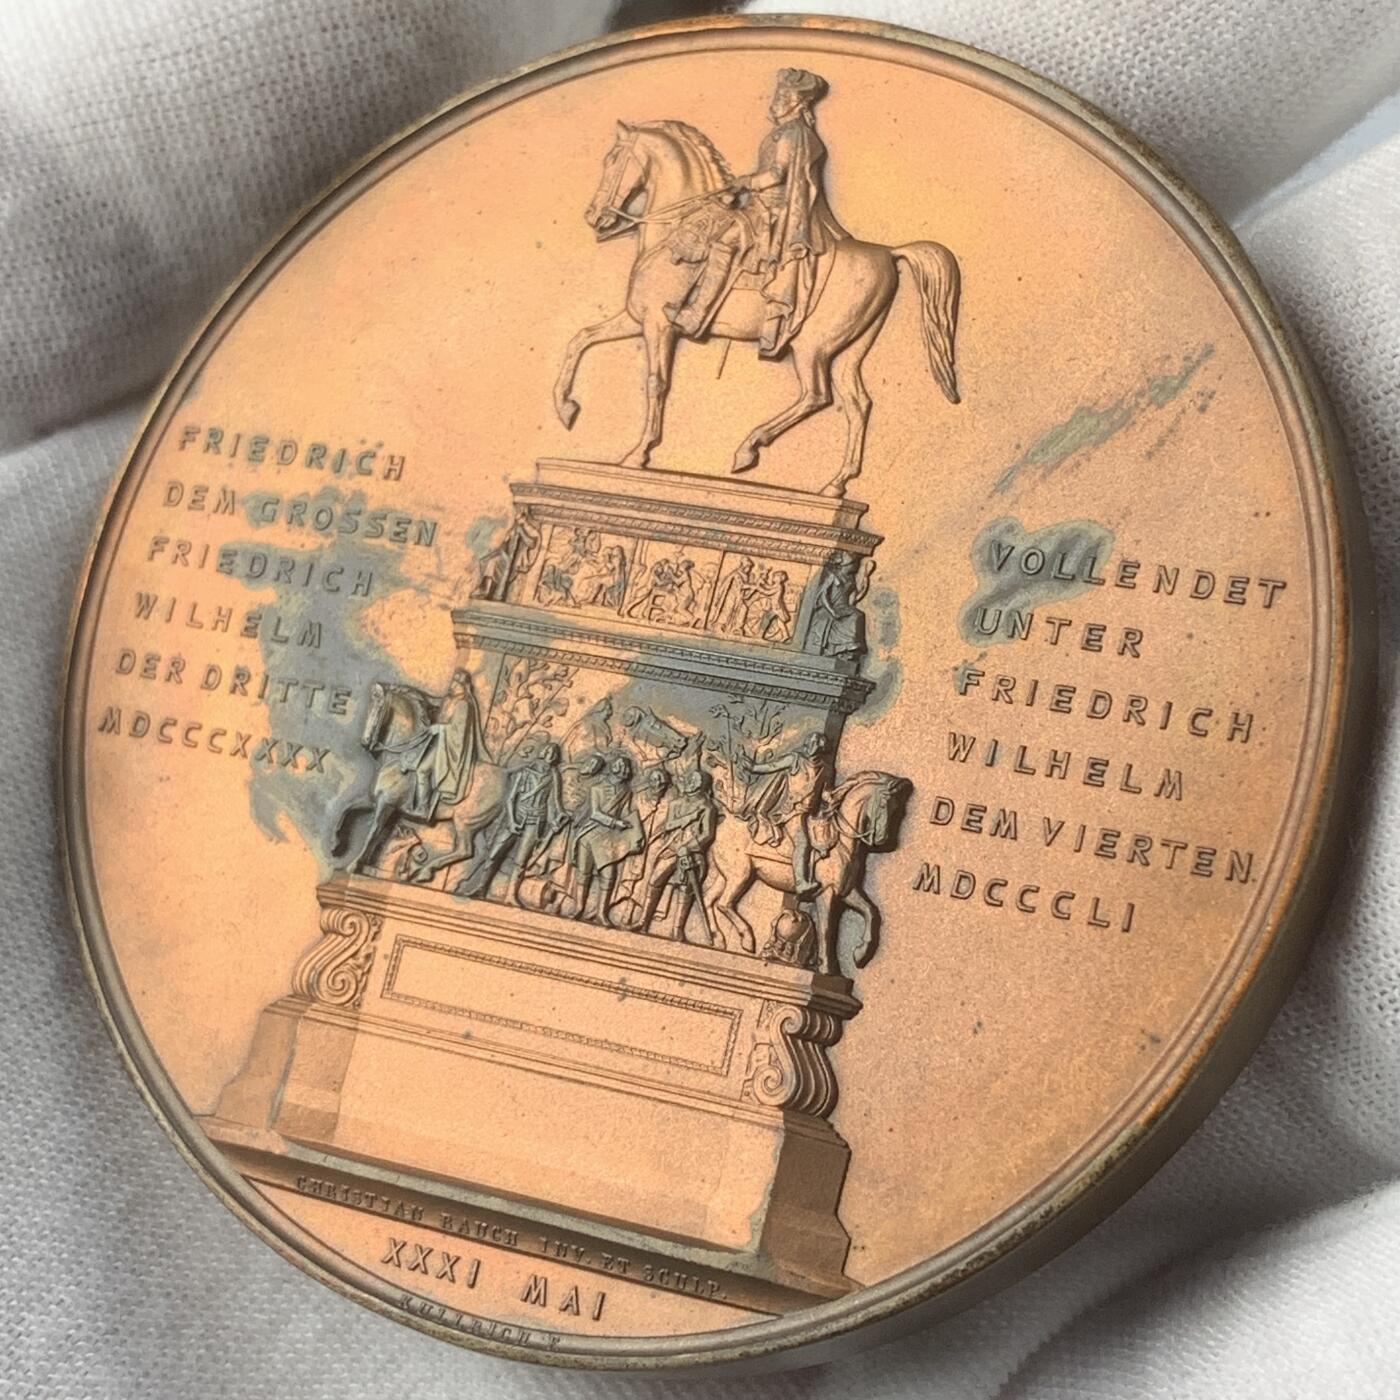 FRIEDRICH
DEM GROSSEN
FRIEDRICH
WILHELM
DER DRITTE
MDCCCXXXX
VOLLENDET
UNTER
FRIEDRICH
WILHELM
DEM VIERTEN
MDCCCLI
CHRISTIAN RAUCH INV. ET SCULP.
XXXI MAI
KULLRICH F.